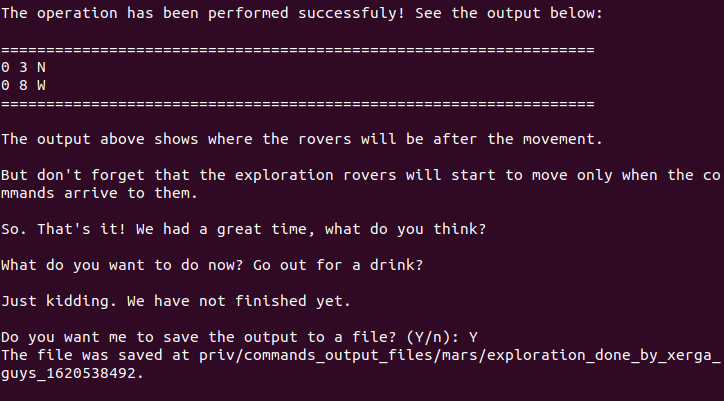 The operation has been performed successfuly! See the output below:
==================================================================
0 3 N
0 8 W
==================================================================
The output above shows where the rovers will be after the movement.
But don't forget that the exploration rovers will start to move only when the co
mmands arrive to them.
So. That's it! We had a great time, what do you think?
What do you want to do now? Go out for a drink?
Just kidding. We have not finished yet.
Do you want me to save the output to a file? (Y/n): Y
The file was saved at priv/commands_output_files/mars/exploration_done_by_xerga_
guys_1620538492.